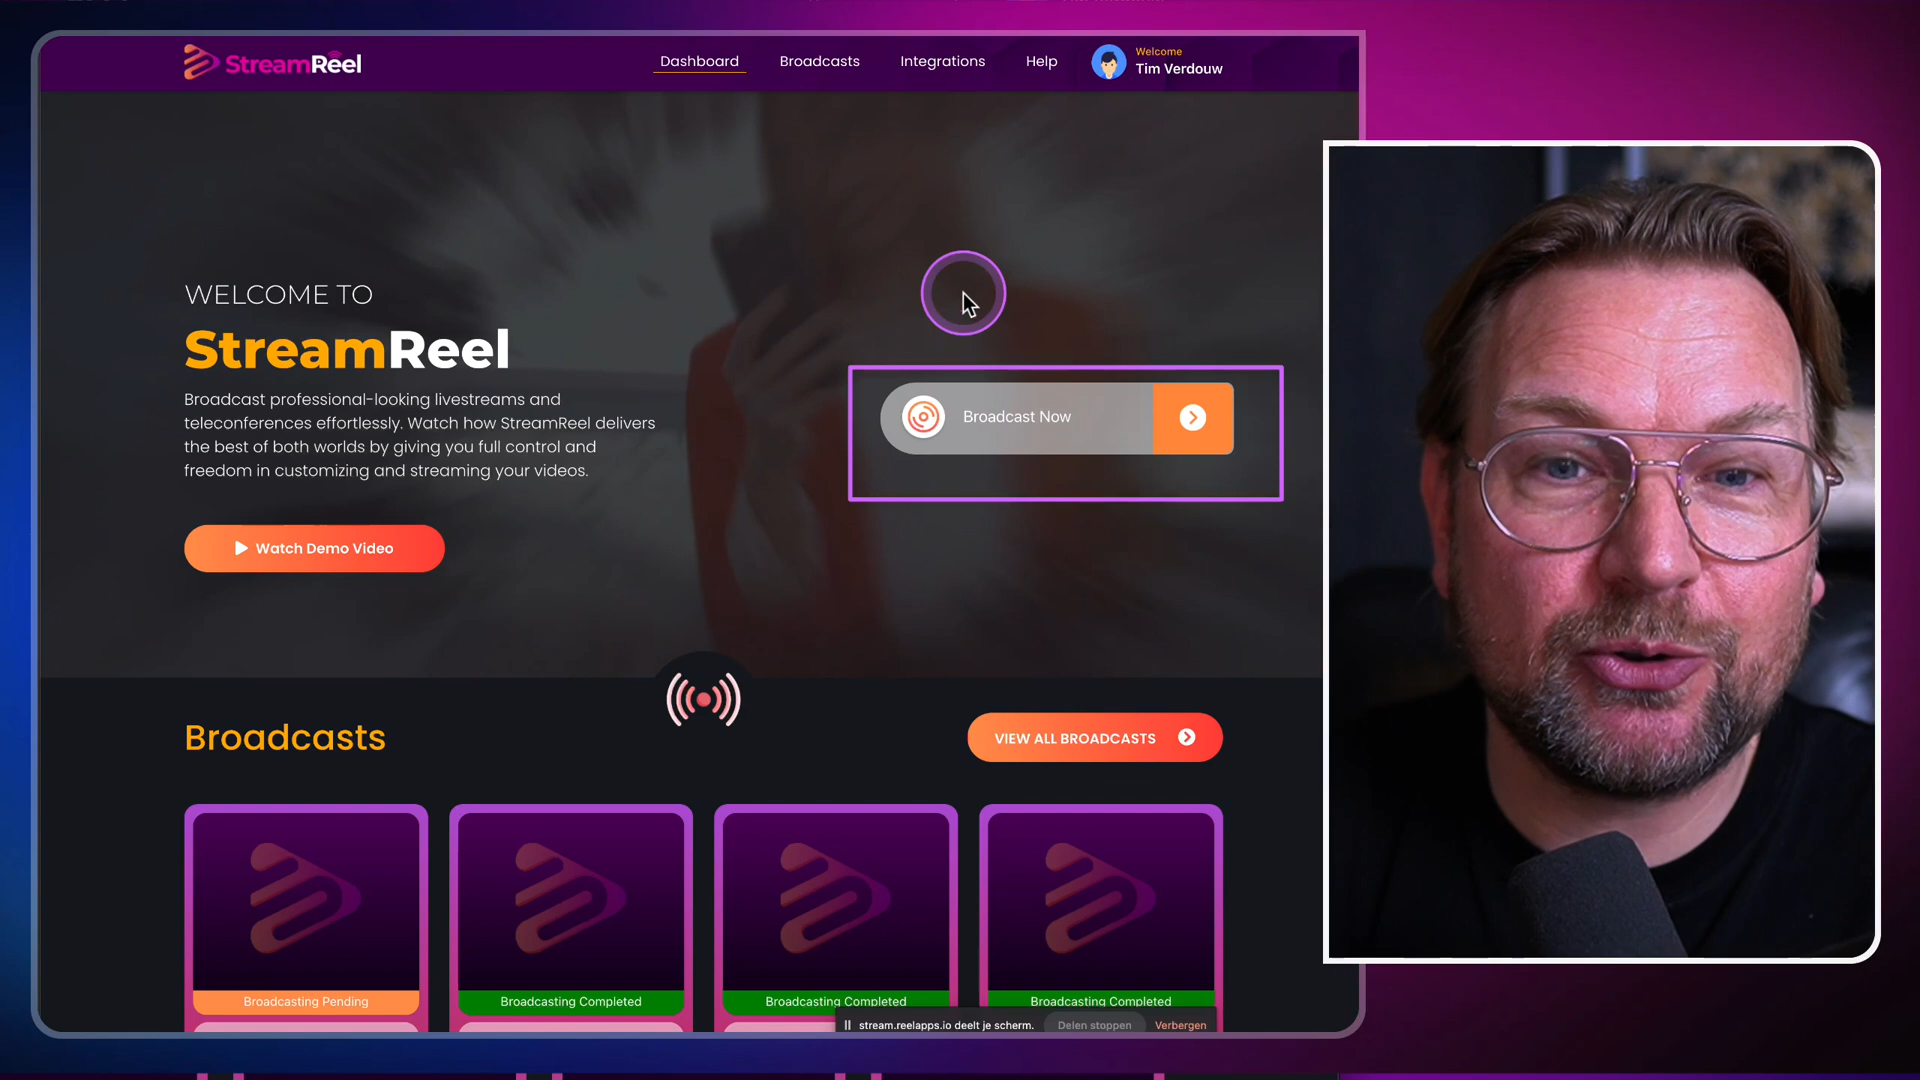 StreamReel
Dashboard
Broadcasts
Integrations
Help
Welcome
Tim Verdouw
WELCOME TO
StreamReel
Broadcast professional-looking livestreams and
teleconferences effortlessly. Watch how StreamReel delivers
the best of both worlds by giving you full control and
freedom in customizing and streaming your videos.
Watch Demo Video
Broadcast Now
Broadcasts
VIEW ALL BROADCASTS
Broadcasting Pending
Broadcasting Completed
Broadcasting Completed
Broadcasting Completed
stream.reelapps.io deelt je scherm.
Delen stoppen
Verbergen